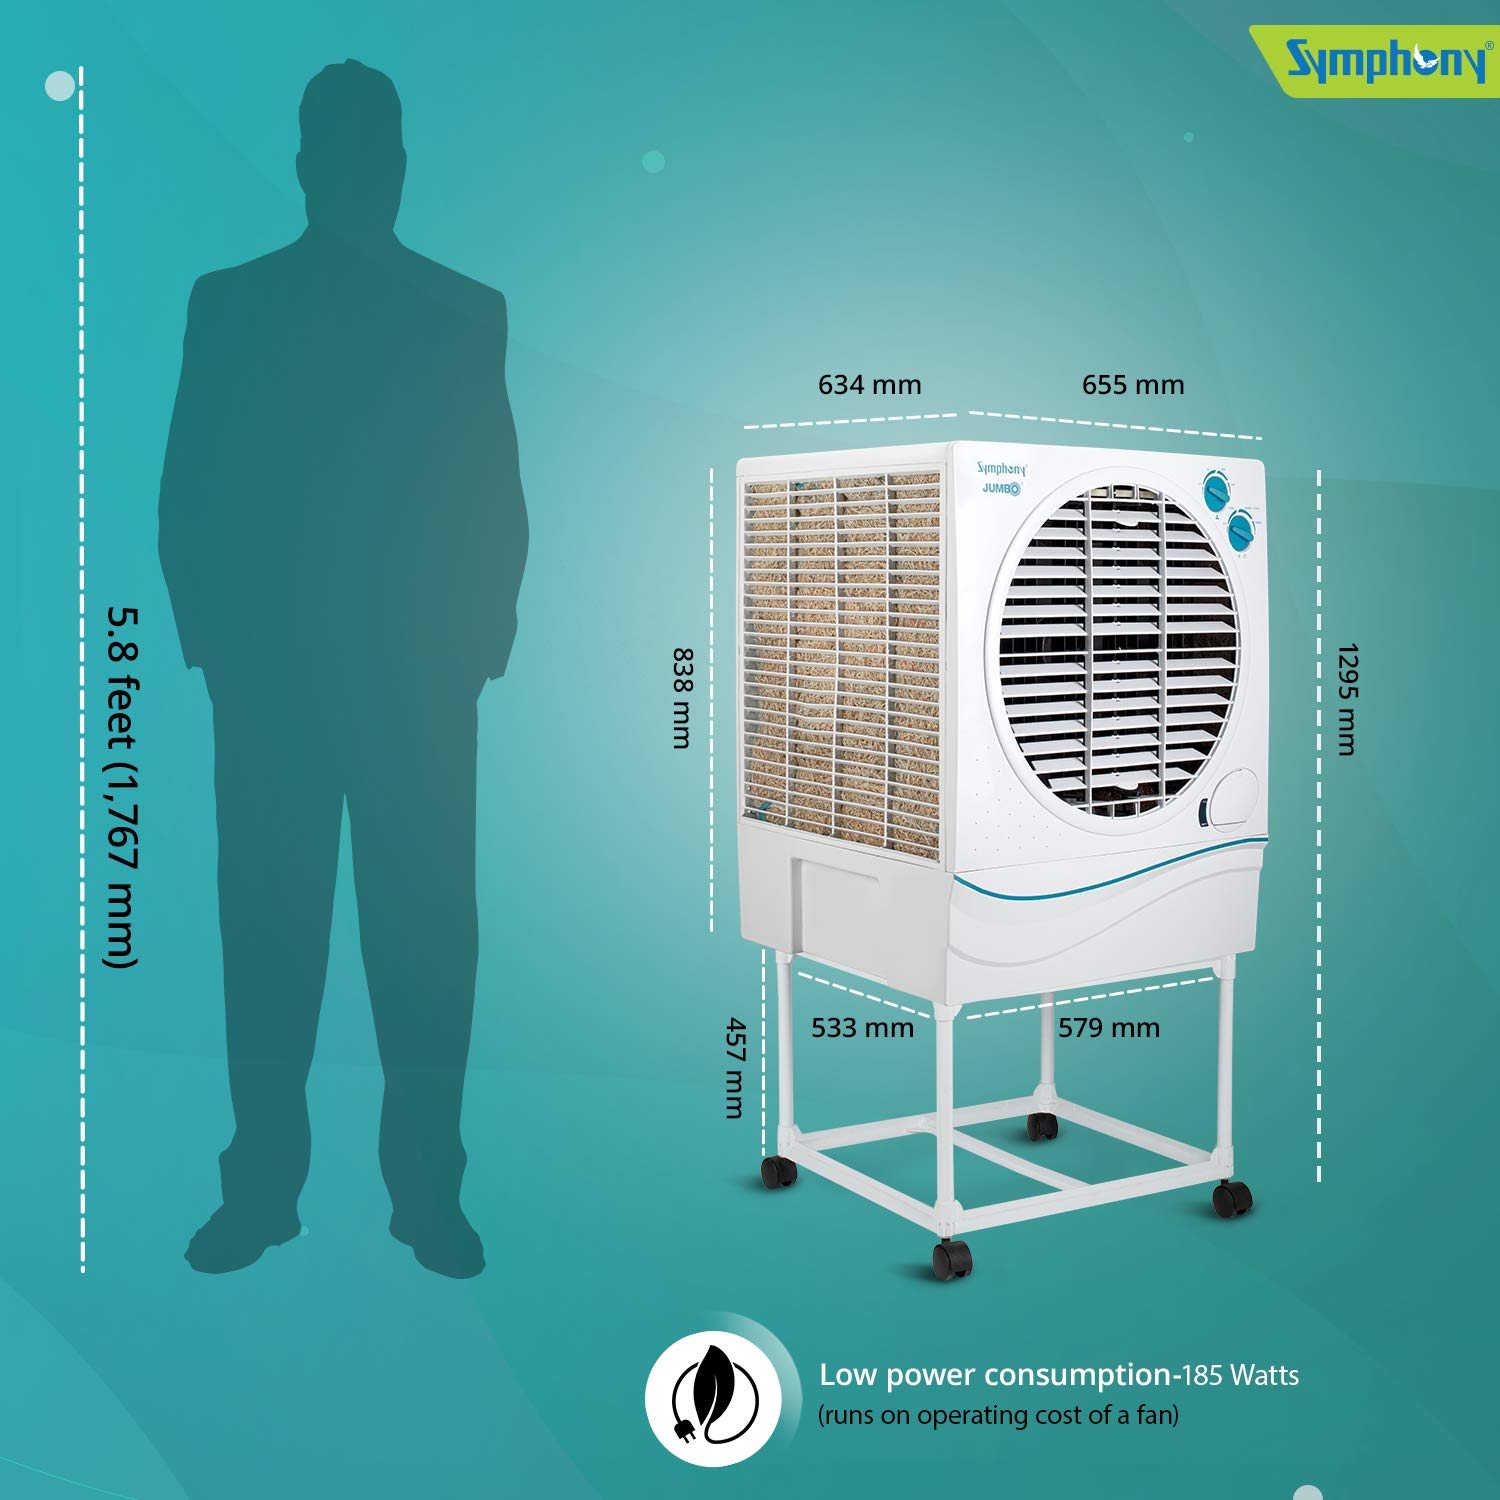 Symphony®
634 mm
655 mm
Symphony
JUMBO
5.8 feet (1,767 mm)
838 mm
1295 mm
533 mm
579 mm
457 mm
Low power consumption-185 Watts
(runs on operating cost of a fan)